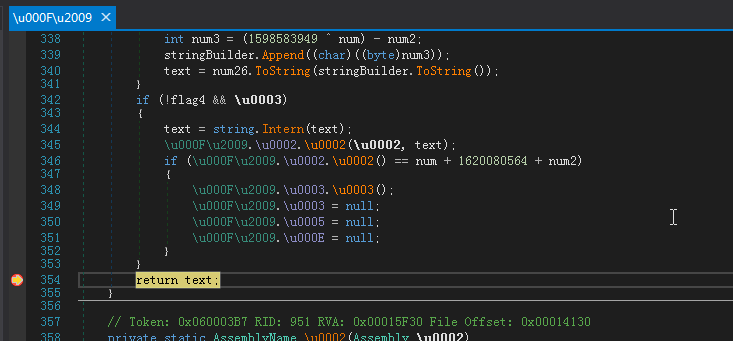 \u000F\u2009 ×
338 int num3 = (1598583949 ^ num) - num2;
339 stringBuilder.Append((char)((byte)num3));
340 text = num26.ToString(stringBuilder.ToString());
341 }
342 if (!flag4 && \u0003)
343 {
344 text = string.Intern(text);
345 \u000F\u2009.\u0002.\u0002(\u0002, text);
346 if (\u000F\u2009.\u0002.\u0002() == num + 1620080564 + num2)
347 {
348 \u000F\u2009.\u0003.\u0003();
349 \u000F\u2009.\u0003 = null;
350 \u000F\u2009.\u0005 = null;
351 \u000F\u2009.\u000E = null;
352 }
353 }
354 return text;
355 }
356
357 // Token: 0x060003B7 RID: 951 RVA: 0x00015F30 File Offset: 0x00014130
358 private static AssemblyName \u0002(Assembly \u0002)